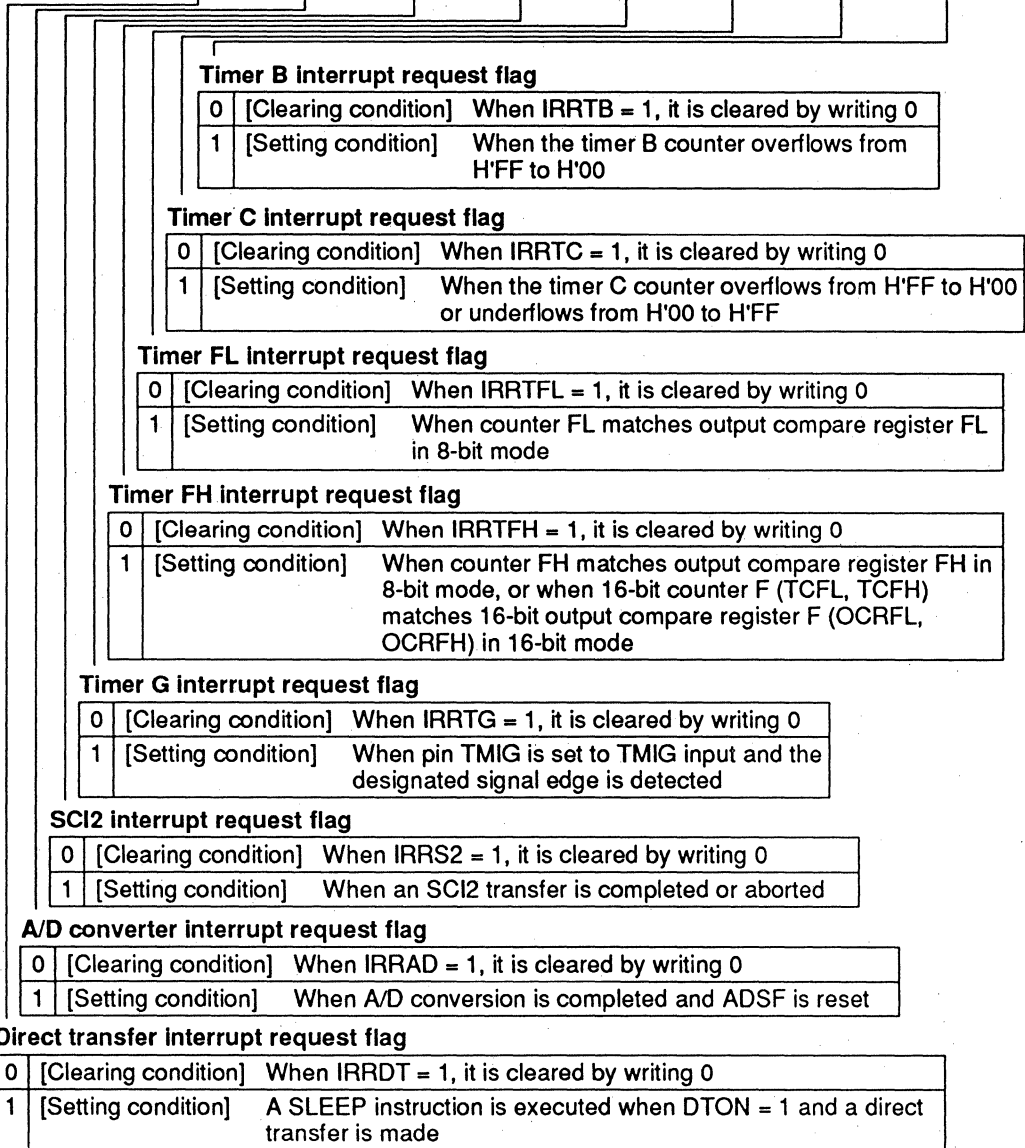 Timer B interrupt request flag
0 [Clearing condition] When IRRTB = 1, it is cleared by writing 0
1 [Setting condition] When the timer B counter overflows from
H'FF to H'00
Timer C interrupt request flag
0 [Clearing condition] When IRRTC = 1, it is cleared by writing 0
1 [Setting condition] When the timer C counter overflows from H'FF to H'00
or underflows from H'00 to H'FF
Timer FL interrupt request flag
0 [Clearing condition] When IRRTFL = 1, it is cleared by writing 0
1 [Setting condition] When counter FL matches output compare register FL
in 8-bit mode
Timer FH interrupt request flag
0 [Clearing condition] When IRRTFH = 1, it is cleared by writing 0
1 [Setting condition] When counter FH matches output compare register FH in
8-bit mode, or when 16-bit counter F (TCFL, TCFH)
matches 16-bit output compare register F (OCRFL,
OCRFH) in 16-bit mode
Timer G interrupt request flag
0 [Clearing condition] When IRRTG = 1, it is cleared by writing 0
1 [Setting condition] When pin TMIG is set to TMIG input and the
designated signal edge is detected
SCI2 interrupt request flag
0 [Clearing condition] When IRRS2 = 1, it is cleared by writing 0
1 [Setting condition] When an SCI2 transfer is completed or aborted
A/D converter interrupt request flag
0 [Clearing condition] When IRRAD = 1, it is cleared by writing 0
1 [Setting condition] When A/D conversion is completed and ADSF is reset
Direct transfer interrupt request flag
0 [Clearing condition] When IRRDT = 1, it is cleared by writing 0
1 [Setting condition] A SLEEP instruction is executed when DTON = 1 and a direct
transfer is made